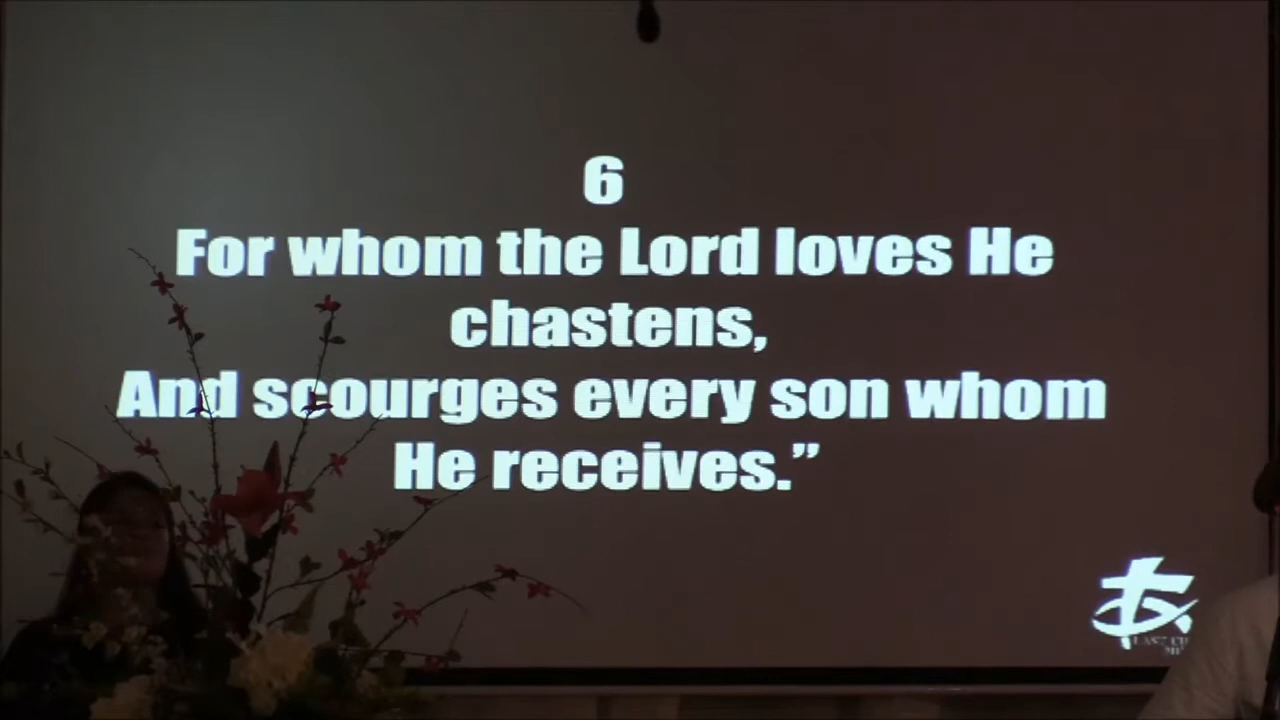 6
For whom the Lord loves He
chastens,
And scourges every son whom
He receives.”